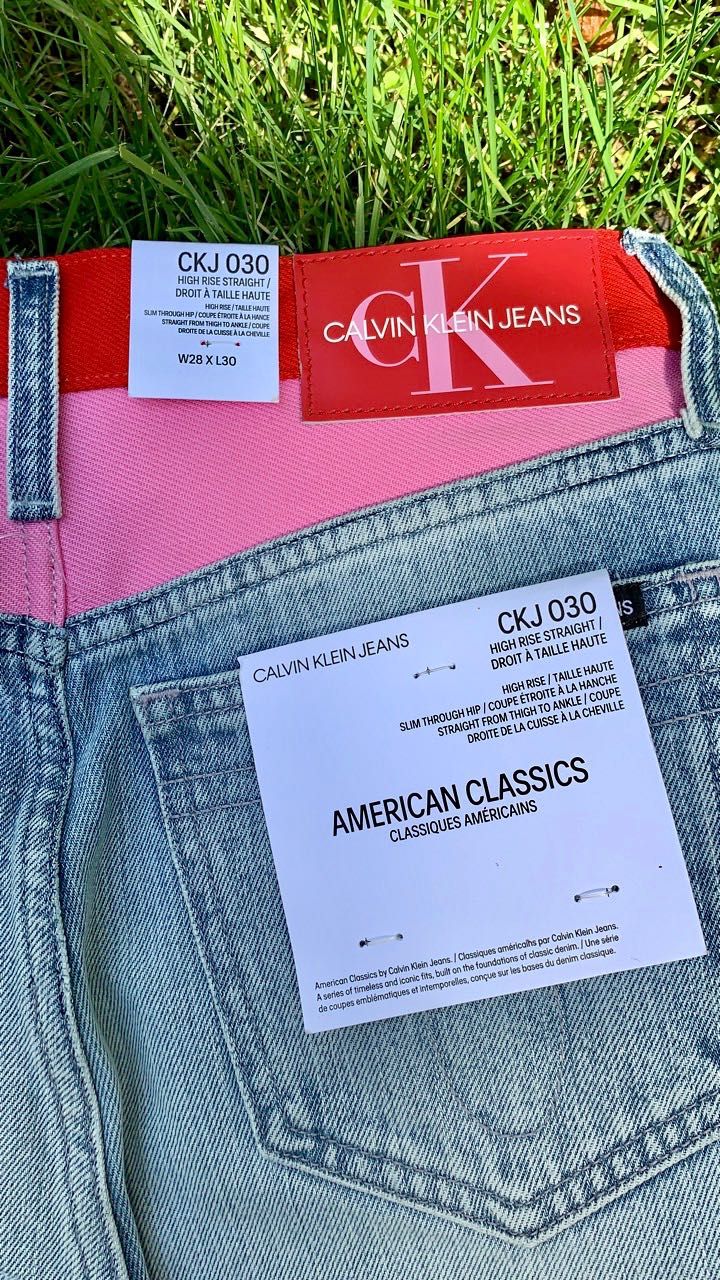 CKJ 030
HIGH RISE STRAIGHT /
DROIT À TAILLE HAUTE
HIGH RISE / TAILLE HAUTE
SLIM THROUGH HIP / COUPE ÉTROITE À LA HANCE
STRAIGHT FROM THIGH TO ANKLE / COUPE
DROITE DE LA CUISSE À LA CHEVILLE
W28 X L30
CK
CALVIN KLEIN JEANS
NS
CALVIN KLEIN JEANS
CKJ 030
HIGH RISE STRAIGHT /
DROIT À TAILLE HAUTE
HIGH RISE / TAILLE HAUTE
SLIM THROUGH HIP / COUPE ÉTROITE À LA HANCHE
STRAIGHT FROM THIGH TO ANKLE / COUPE
DROITE DE LA CUISSE À LA CHEVILLE
AMERICAN CLASSICS
CLASSIQUES AMÉRICAINS
American Classics by Calvin Klein Jeans. / Classiques américaIns par Calvin Klein Jeans.
A series of timeless and iconic fits, built on the foundations of classic denim. / Une série
de coupes emblématiques et intemporelles, conçue sur les bases du denim classique.